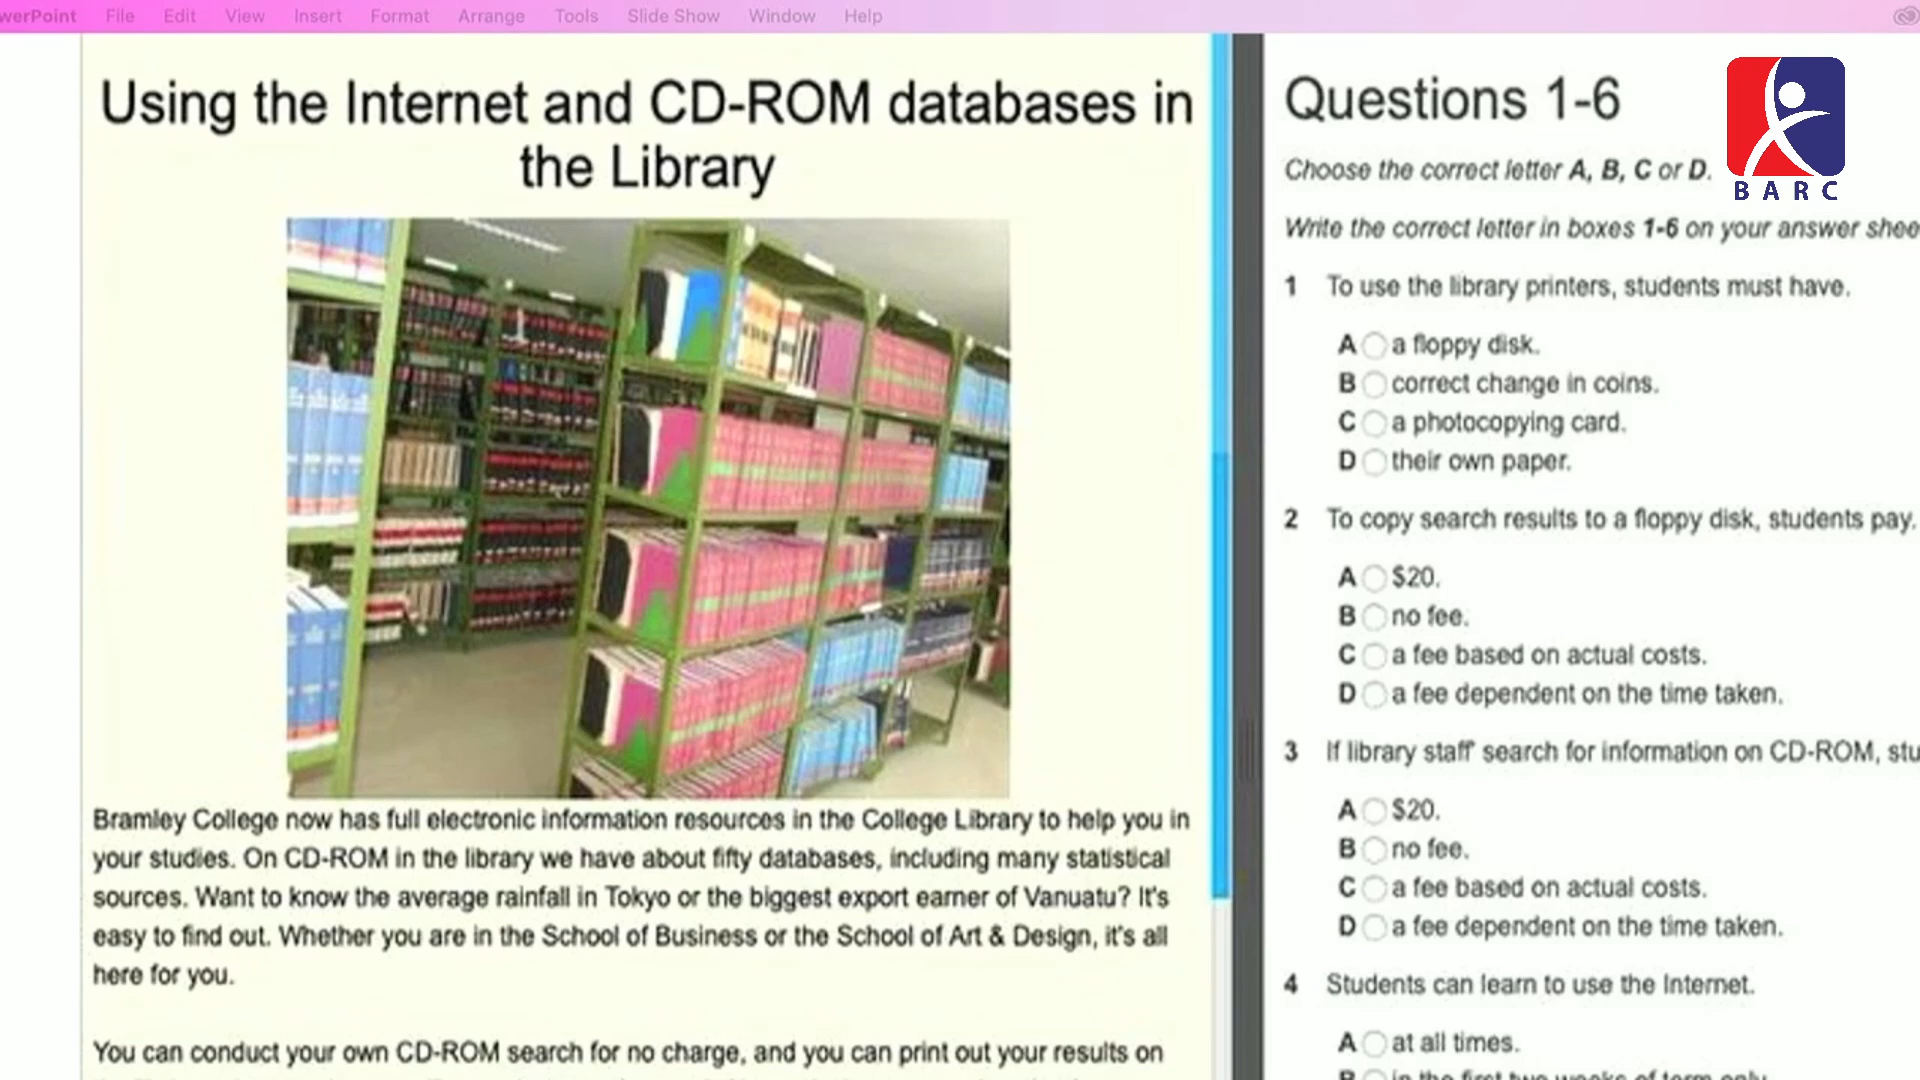 werPoint File Edit View Insert Format Arrange Tools Slide Show Window Help
Using the Internet and CD-ROM databases in
the Library
Bramley College now has full electronic information resources in the College Library to help you in
your studies. On CD-ROM in the library we have about fifty databases, including many statistical
sources. Want to know the average rainfall in Tokyo or the biggest export earner of Vanuatu? It's
easy to find out. Whether you are in the School of Business or the School of Art & Design, it's all
here for you.
You can conduct your own CD-ROM search for no charge, and you can print out your results on
Questions 1-6
BARC
Choose the correct letter A, B, C or D.
Write the correct letter in boxes 1-6 on your answer shee
1 To use the library printers, students must have.
A a floppy disk.
B correct change in coins.
C a photocopying card.
D their own paper.
2 To copy search results to a floppy disk, students pay.
A $20.
B no fee.
C a fee based on actual costs.
D a fee dependent on the time taken.
3 If library staff search for information on CD-ROM, stu
A $20.
B no fee.
C a fee based on actual costs.
D a fee dependent on the time taken.
4 Students can learn to use the Internet.
A at all times.
B in the first two weeks of term only.